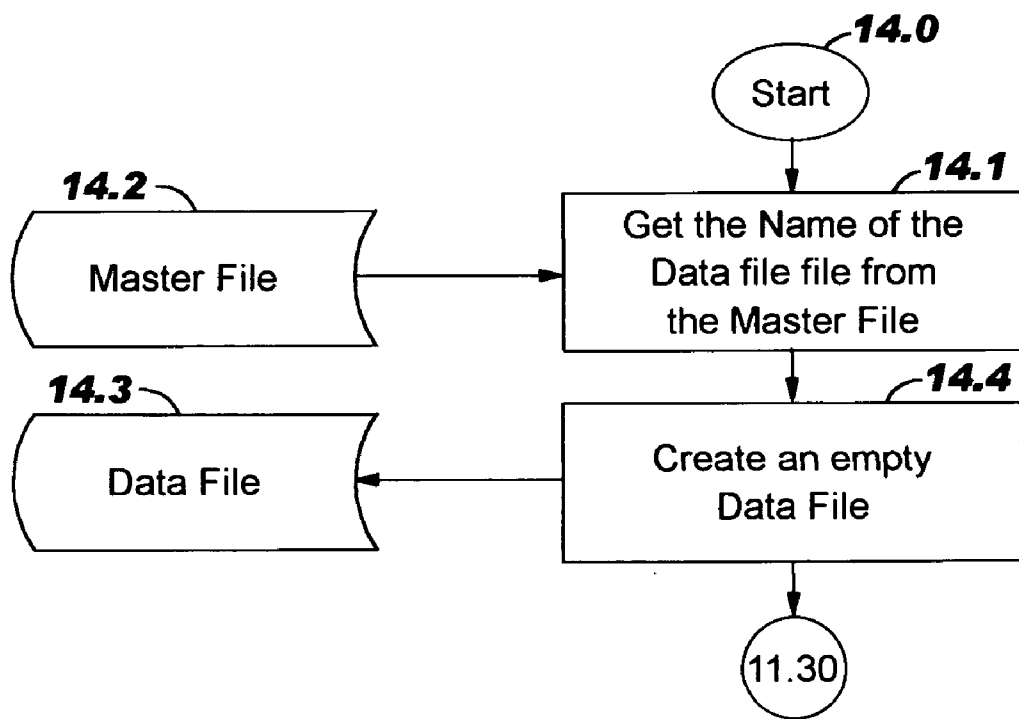 14.0
Start
14.1
14.2
Get the Name of the
Data file file from
the Master File
Master File
14.3
14.4
Data File
Create an empty
Data File
11.30